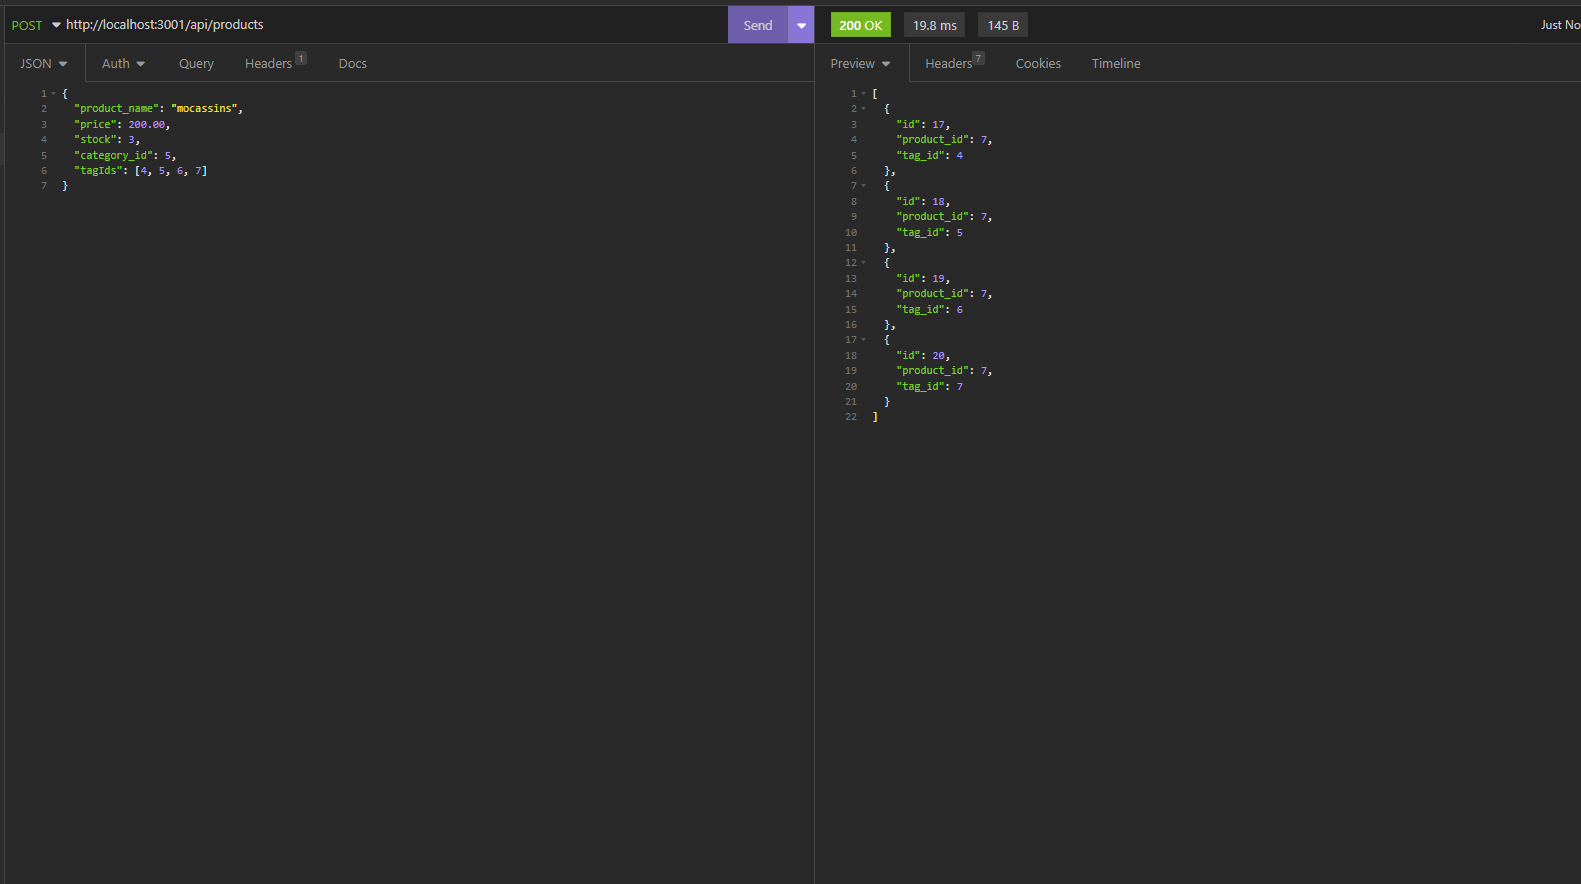 POST http://localhost:3001/api/products Send 200 OK 19.8 ms 145 B Just No
JSON Auth Query Headers 1 Docs Preview Headers 7 Cookies Timeline
1 {
2 "product_name": "mocassins",
3 "price": 200.00,
4 "stock": 3,
5 "category_id": 5,
6 "tagIds": [4, 5, 6, 7]
7 }
1 [
2 {
3 "id": 17,
4 "product_id": 7,
5 "tag_id": 4
6 },
7 {
8 "id": 18,
9 "product_id": 7,
10 "tag_id": 5
11 },
12 {
13 "id": 19,
14 "product_id": 7,
15 "tag_id": 6
16 },
17 {
18 "id": 20,
19 "product_id": 7,
20 "tag_id": 7
21 }
22 ]